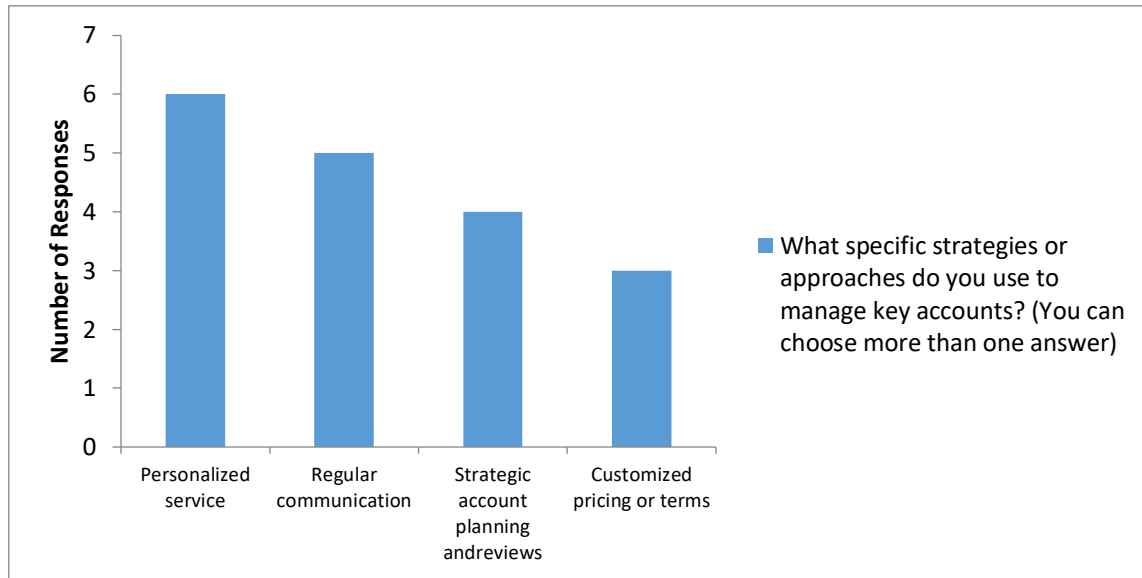 7
6
5
4
3
2
1
0
Number of Responses
Personalized
service
Regular
communication
Strategic
account
planning
andreviews
Customized
pricing or terms
What specific strategies or
approaches do you use to
manage key accounts? (You can
choose more than one answer)